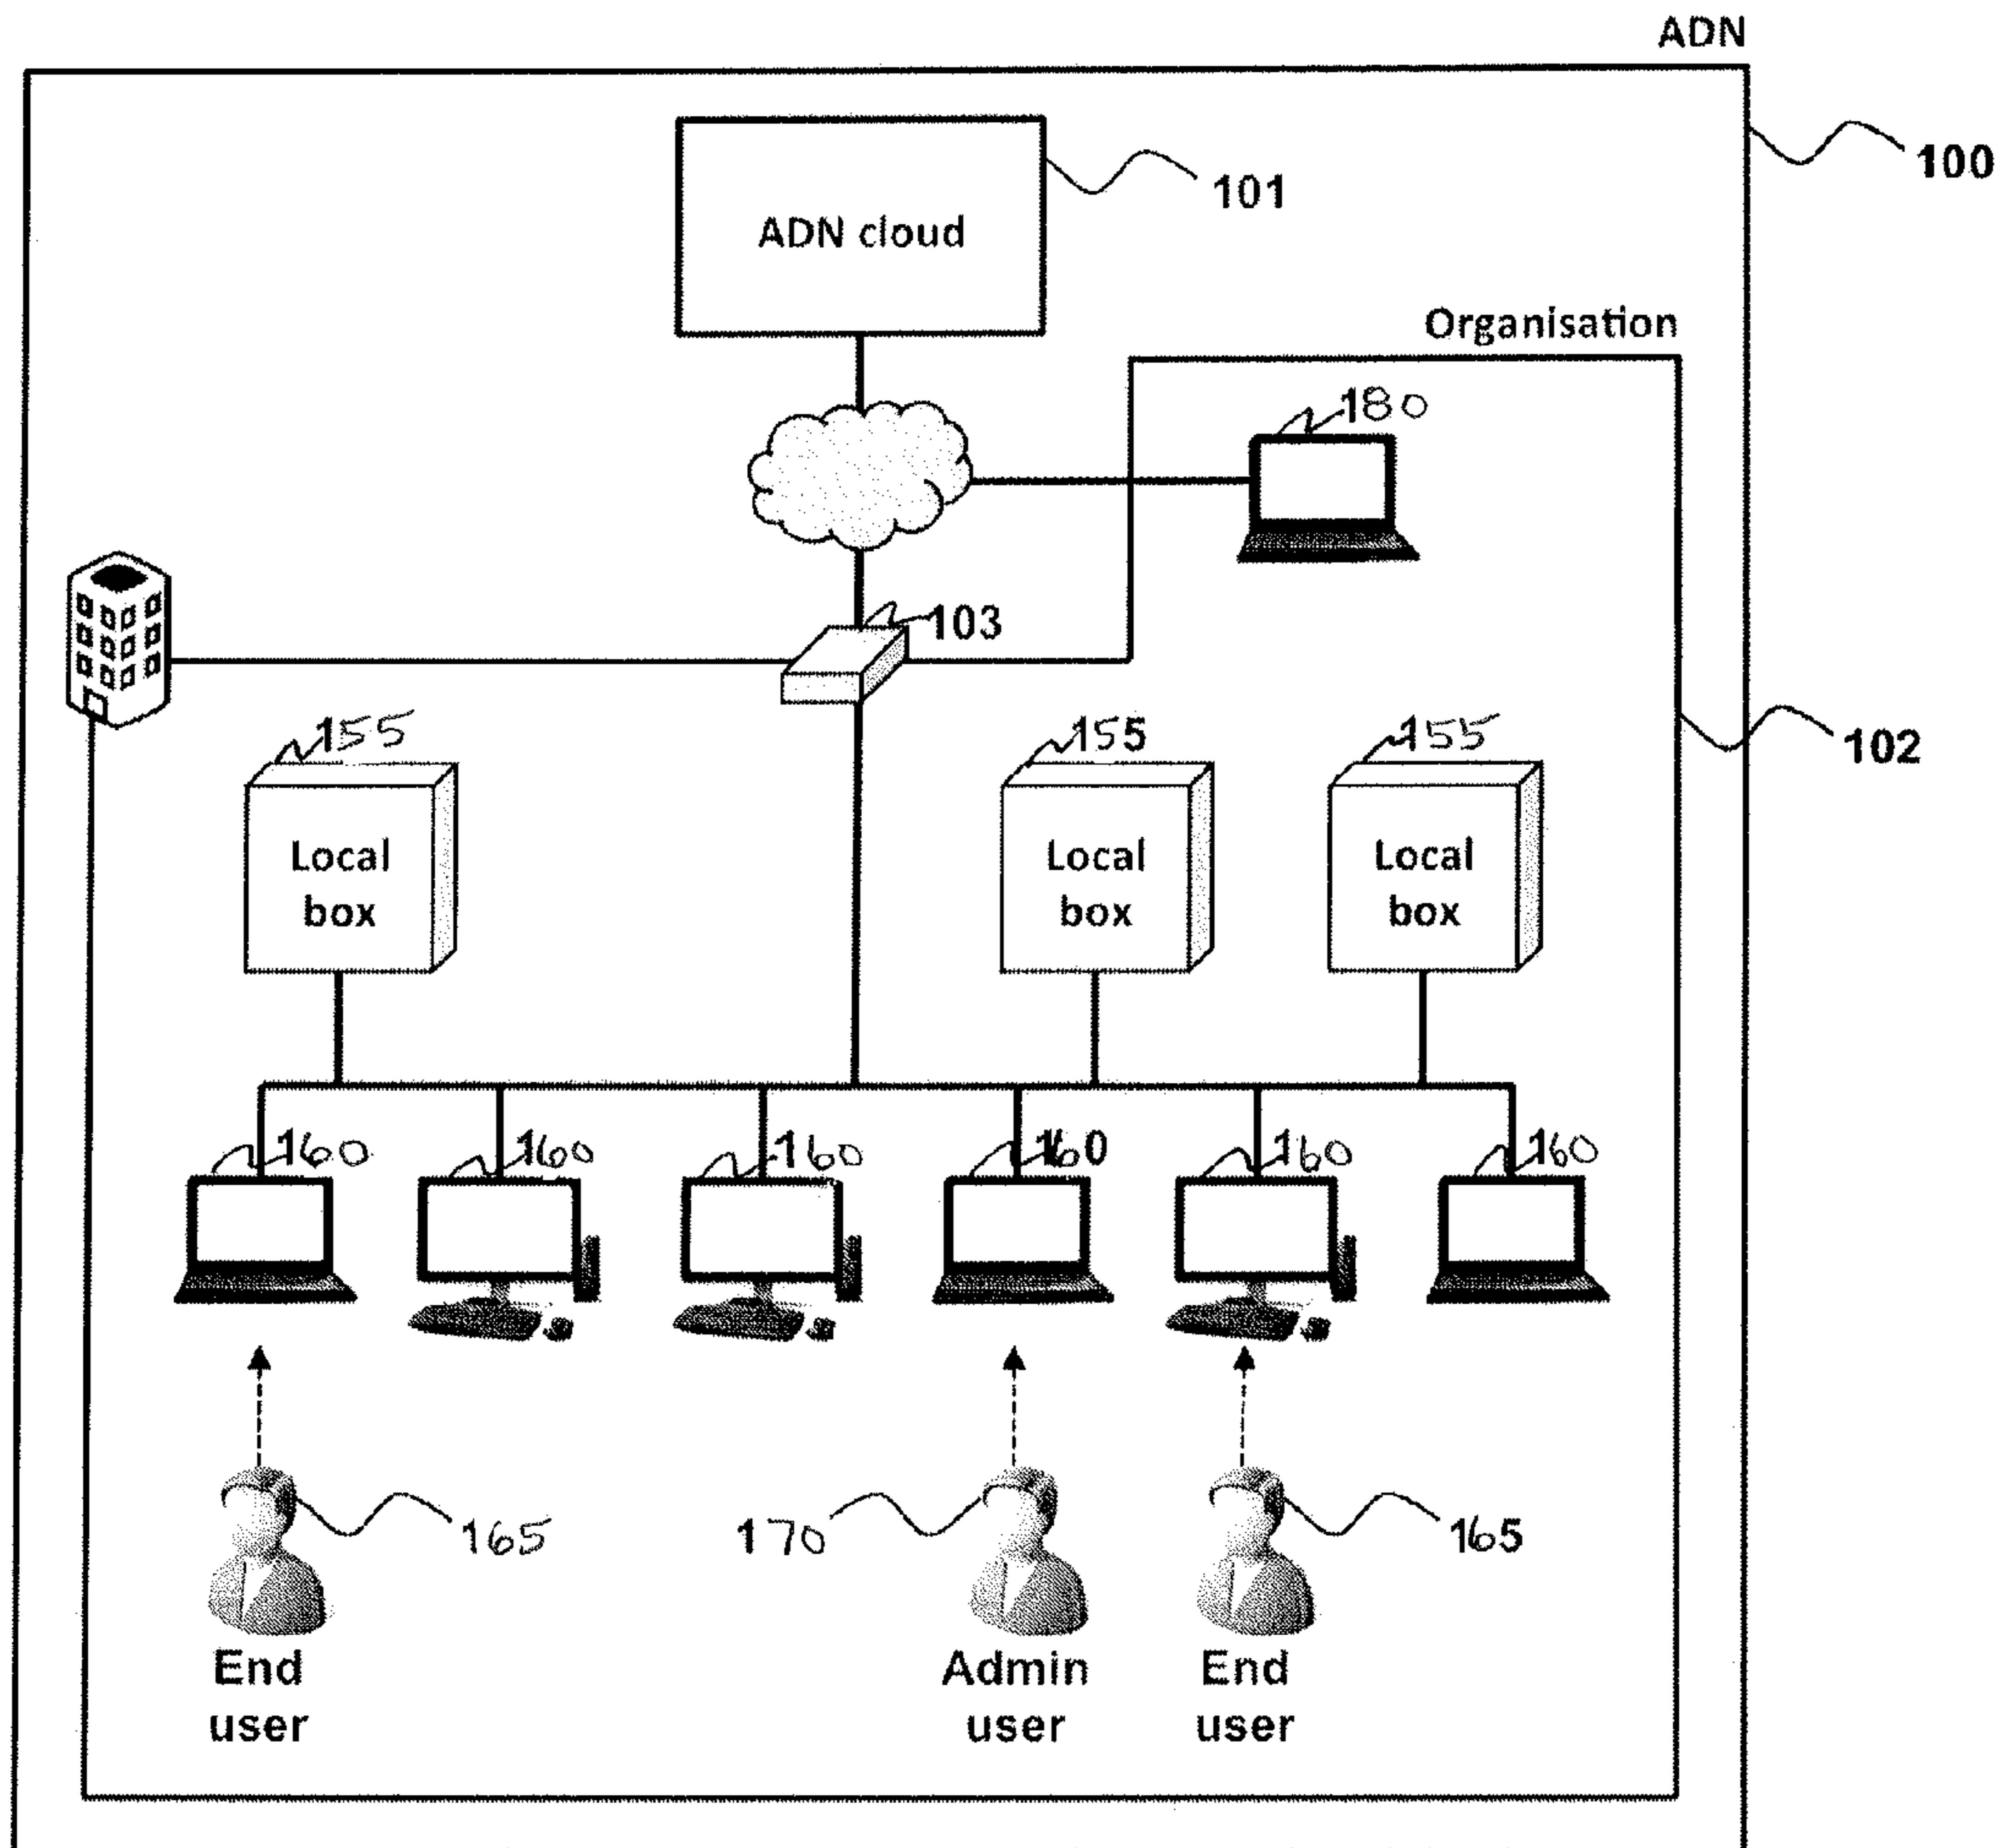 ADN
100
101
ADN cloud
Organisation
180
103
155
155
155
102
Local
box
Local
box
Local
box
160
160
160
160
160
160
165
170
165
End
user
Admin
user
End
user